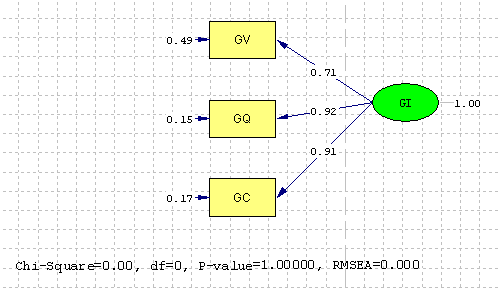 0.49 GV
0.71
0.15 GQ 0.92 GI 1.00
0.91
0.17 GC
Chi-Square=0.00, df=0, P-value=1.00000, RMSEA=0.000